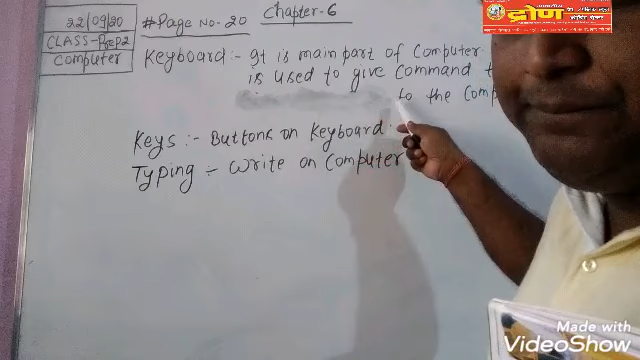 22/09/20
CLASS-Prep2
Computer
#Page No-20
Chapter-6
Keyboard :- It is main part of Computer
is used to give Command t
to the Comp
Keys :- Buttons on Keyboard.
Typing :- Write on Computer
द्रोण
Made with
VideoShow